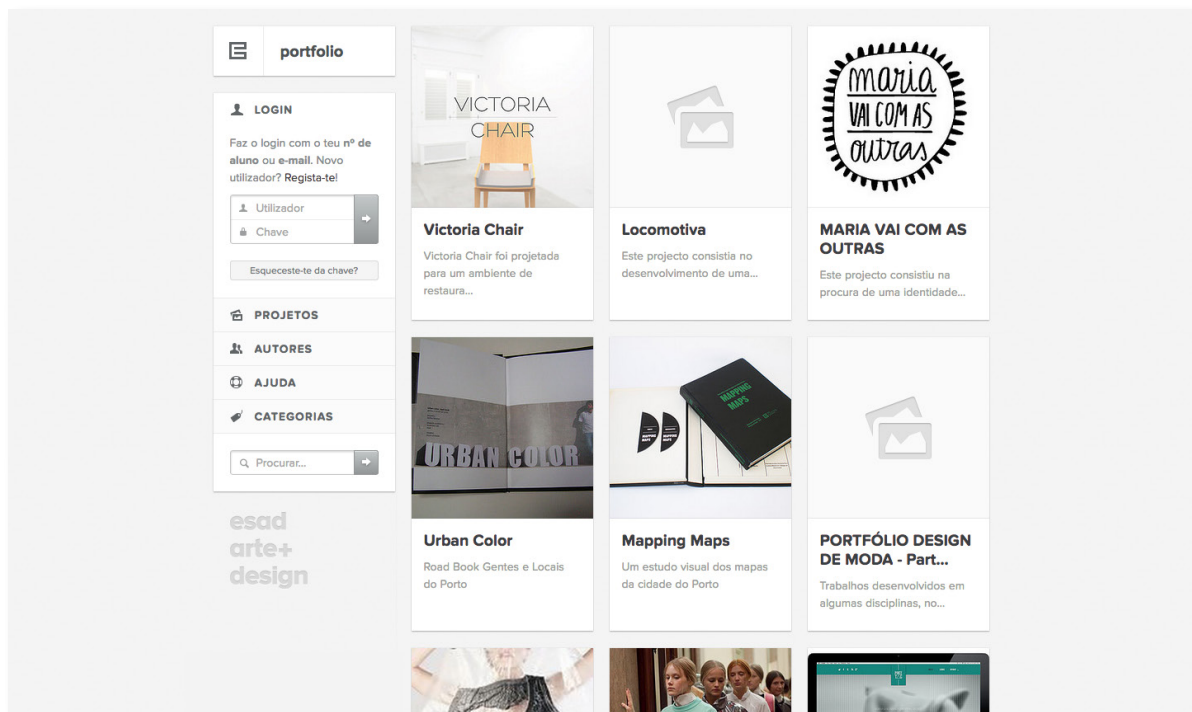 portfolio
LOGIN
Faz o login com o teu nº de
aluno ou e-mail. Novo
utilizador? Regista-te!
Utilizador
Chave
Esqueceste-te da chave?
PROJETOS
AUTORES
AJUDA
CATEGORIAS
Procurar...
esad
arte+
design
VICTORIA
CHAIR
Victoria Chair
Victoria Chair foi projetada
para um ambiente de
restaura...
Locomotiva
Este projecto consistia no
desenvolvimento de uma...
maria
VAI COM AS
outras
MARIA VAI COM AS
OUTRAS
Este projecto consistiu na
procura de uma identidade...
URBAN COLOR
Urban Color
Road Book Gentes e Locais
do Porto
MAPPING
MAPS
MAPPING
MAPS
MAPPING
MAPS
Mapping Maps
Um estudo visual dos mapas
da cidade do Porto
PORTFÓLIO DESIGN
DE MODA - Part...
Trabalhos desenvolvidos em
algumas disciplinas, no...